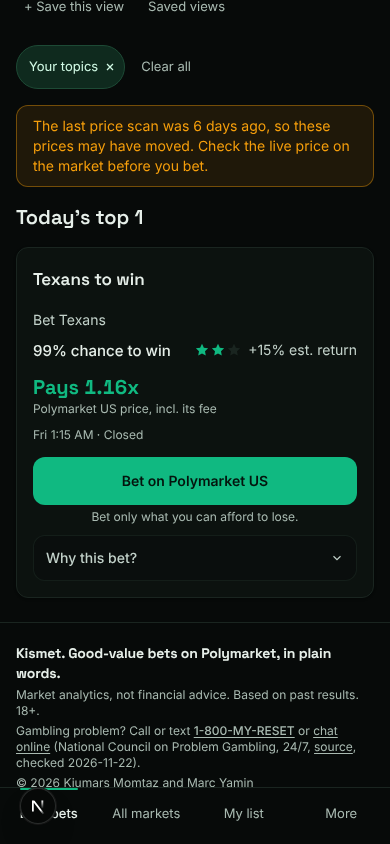 + Save this view Saved views
Your topics × Clear all
The last price scan was 6 days ago, so these
prices may have moved. Check the live price on
the market before you bet.
Today's top 1
Texans to win
Bet Texans
99% chance to win +15% est. return
Pays 1.16x
Polymarket US price, incl. its fee
Fri 1:15 AM · Closed
Bet on Polymarket US
Bet only what you can afford to lose.
Why this bet?
Kismet. Good-value bets on Polymarket, in plain
words.
Market analytics, not financial advice. Based on past results.
18+.
Gambling problem? Call or text 1-800-MY-RESET or chat
online (National Council on Problem Gambling, 24/7, source,
checked 2026-11-22).
© 2026 Kiumars Momtaz and Marc Yamin
N bets All markets My list More